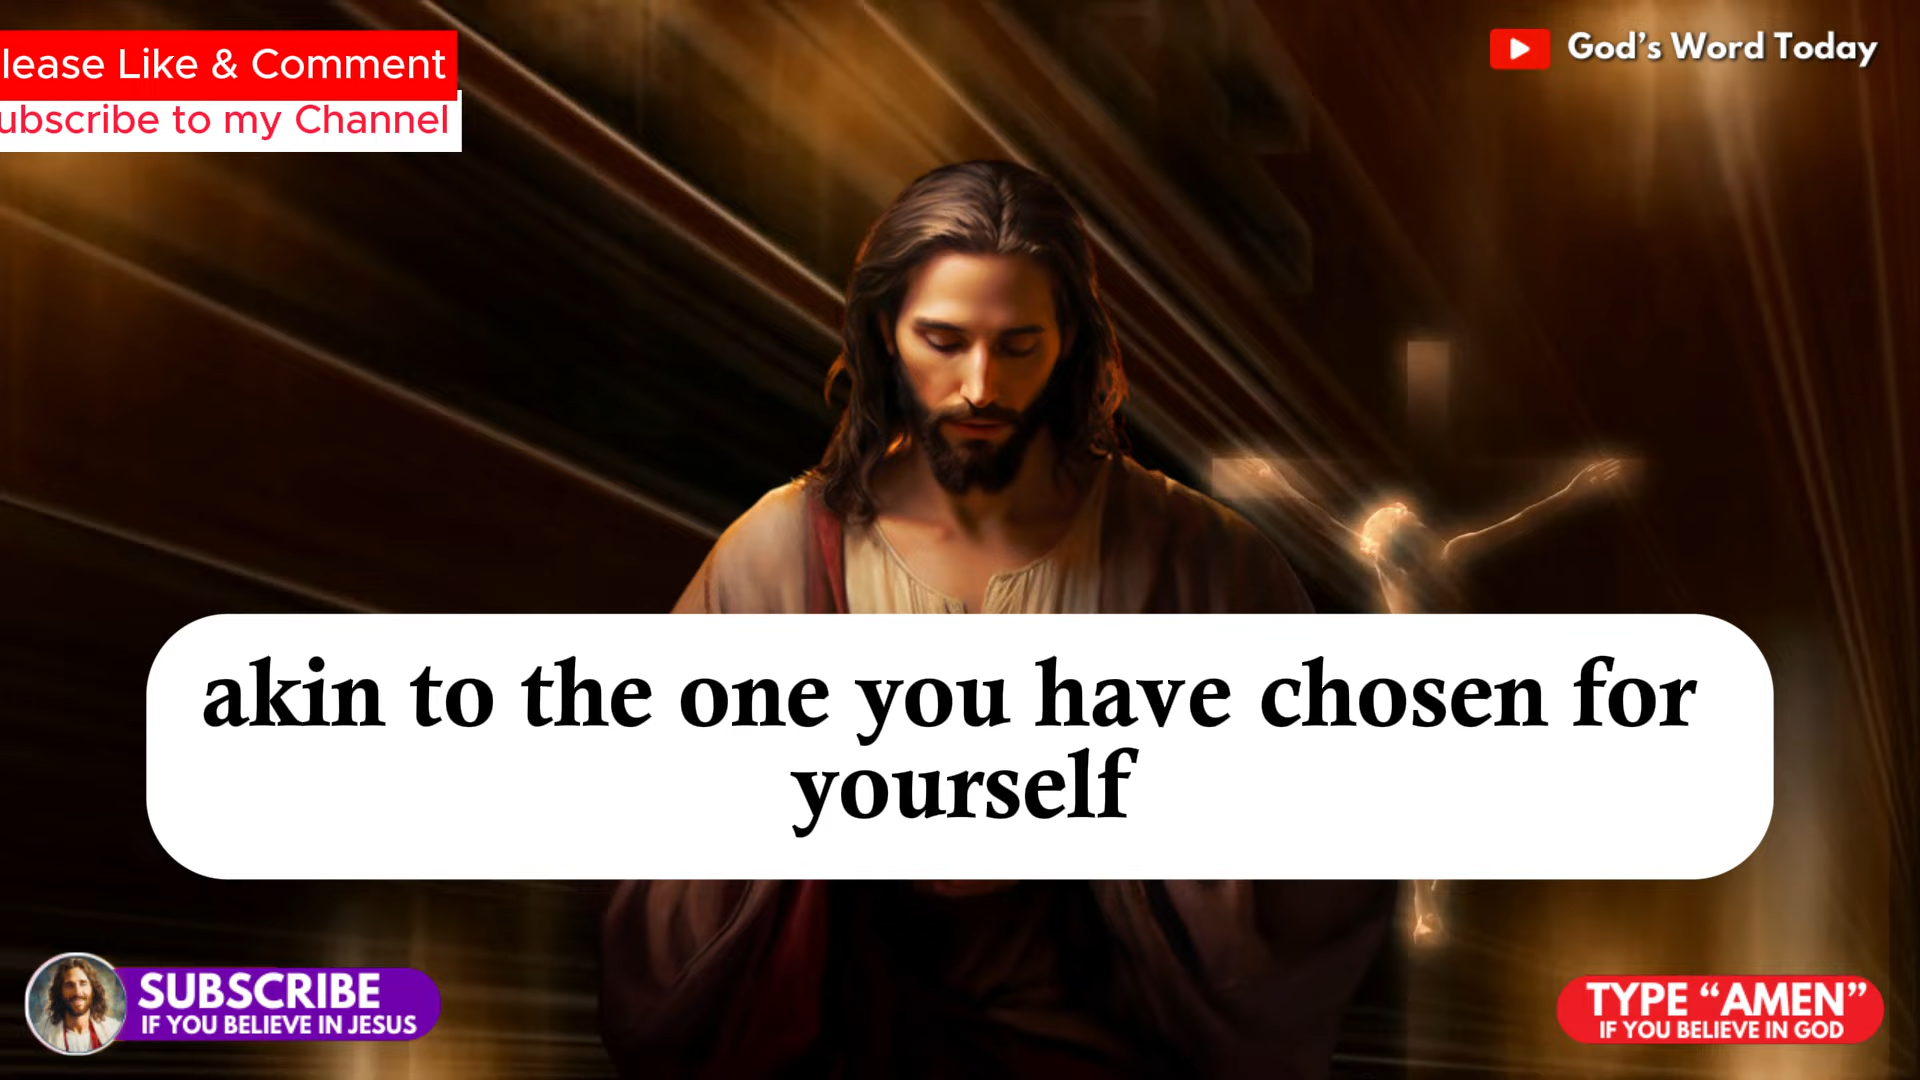 lease Like & Comment
ubscribe to my Channel
God's Word Today
akin to the one you have chosen for
yourself
SUBSCRIBE
IF YOU BELIEVE IN JESUS
TYPE “AMEN”
IF YOU BELIEVE IN GOD